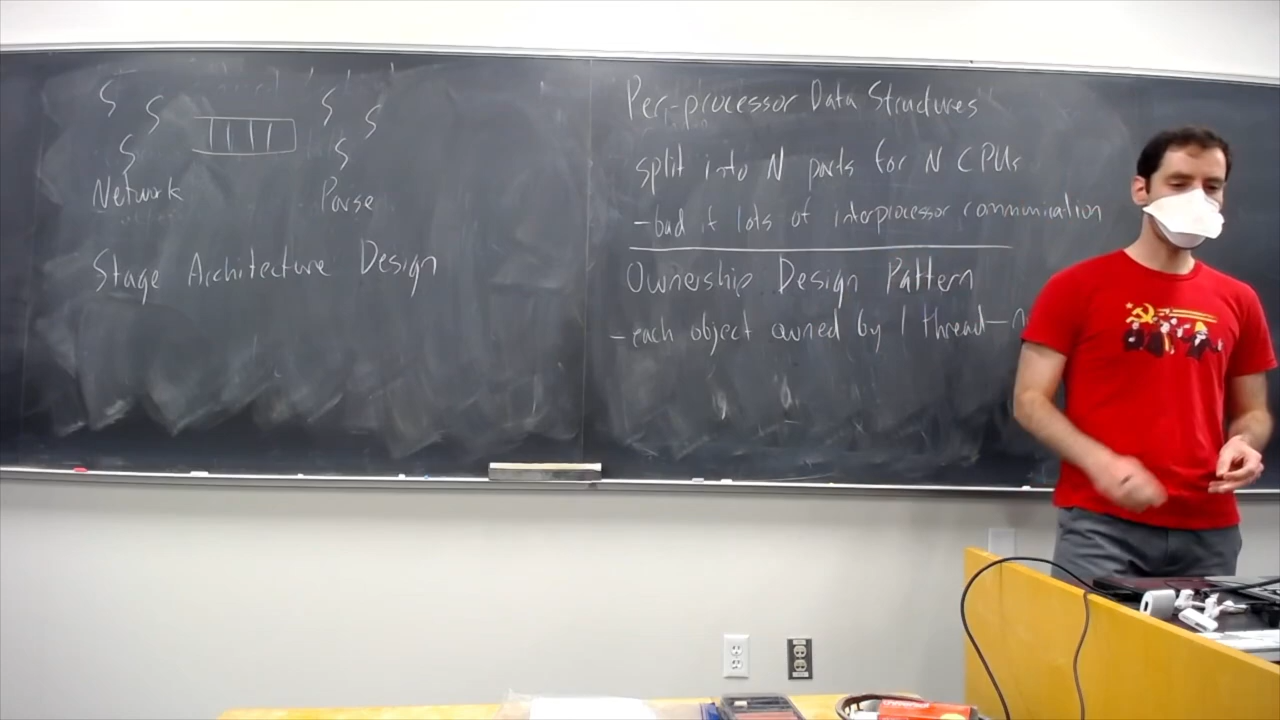 Network
Parse
Stage Architecture Design
Per-processor Data Structures
split into N parts for N CPUs
-bad if lots of interprocessor communication
Ownership Design Pattern
-each object owned by 1 thread-